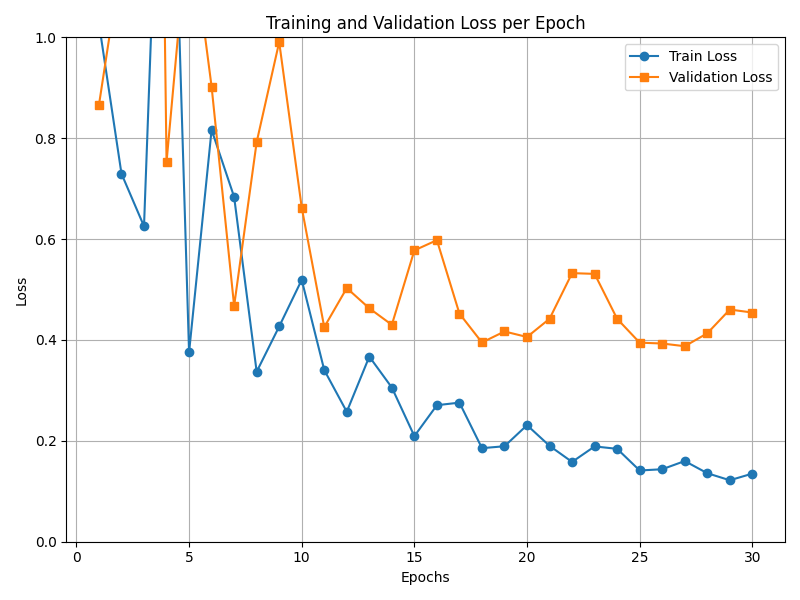 Training and Validation Loss per Epoch
Train Loss
Validation Loss
1.0
0.8
0.6
0.4
0.2
0.0
Loss
0 5 10 15 20 25 30
Epochs